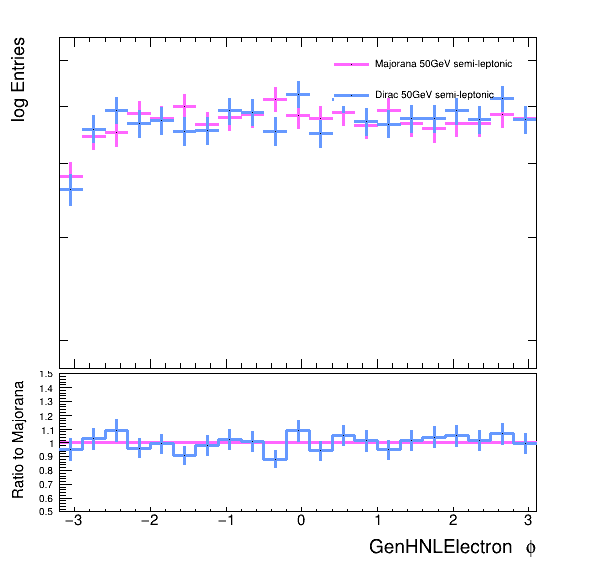 log Entries
Majorana 50GeV semi-leptonic
Dirac 50GeV semi-leptonic
Ratio to Majorana
1.5
1.4
1.3
1.2
1.1
1
0.9
0.8
0.7
0.6
0.5
−3 −2 −1 0 1 2 3
GenHNLElectron ϕ